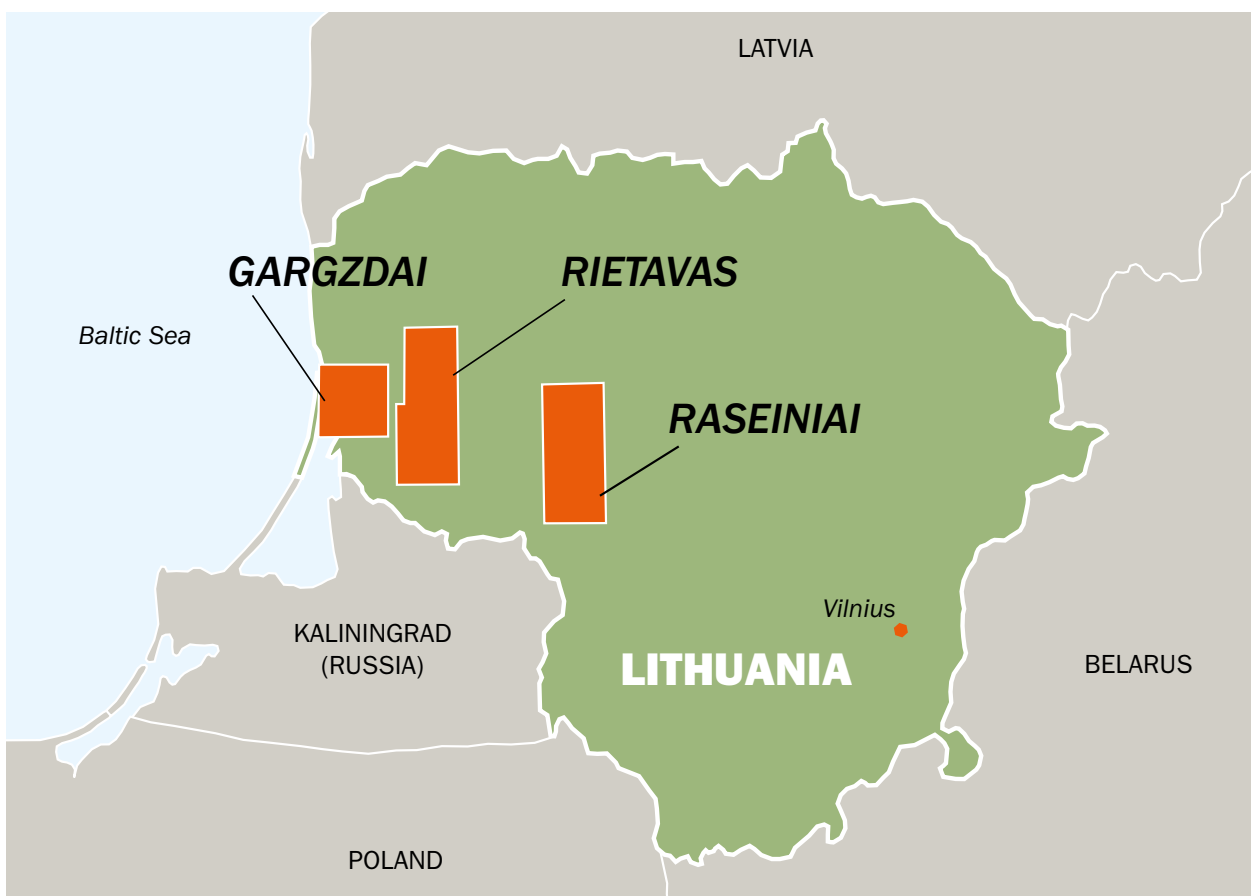 LATVIA
GARGZDAI
RIETAVAS
Baltic Sea
RASEINIAI
Vilnius
KALININGRAD
(RUSSIA)
LITHUANIA
BELARUS
POLAND